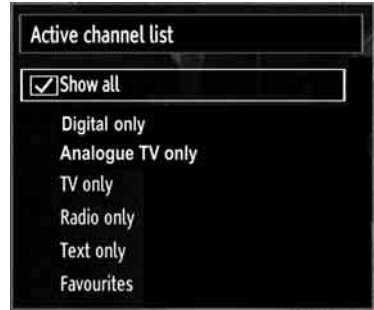 Active channel list
Show all
Digital only
Analogue TV only
TV only
Radio only
Text only
Favourites